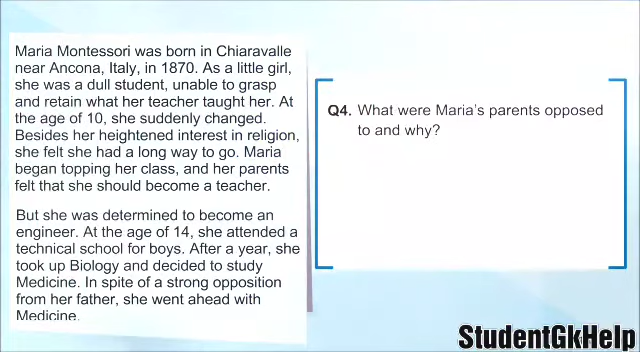 Maria Montessori was born in Chiaravalle
near Ancona, Italy, in 1870. As a little girl,
she was a dull student, unable to grasp
and retain what her teacher taught her. At
the age of 10, she suddenly changed.
Besides her heightened interest in religion,
she felt she had a long way to go. Maria
began topping her class, and her parents
felt that she should become a teacher.
But she was determined to become an
engineer. At the age of 14, she attended a
technical school for boys. After a year, she
took up Biology and decided to study
Medicine. In spite of a strong opposition
from her father, she went ahead with
Medicine.
Q4. What were Maria's parents opposed
to and why?
StudentGkHelp